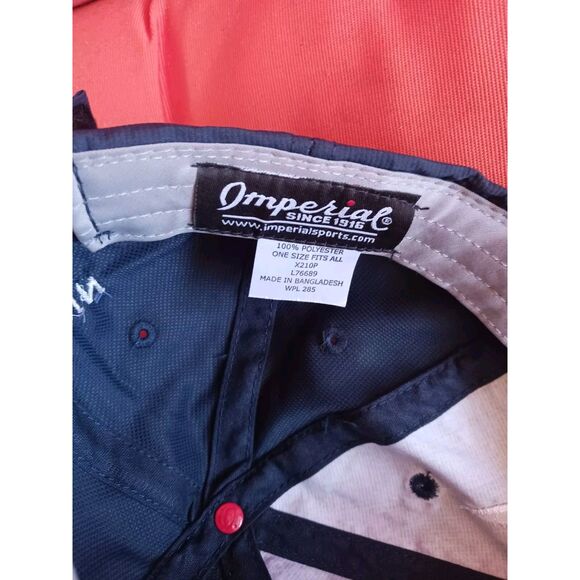 Imperial®
SINCE 1916
www.imperialsports.com
100% POLYESTER
ONE SIZE FITS ALL
X210P
L76689
MADE IN BANGLADESH
WPL 285